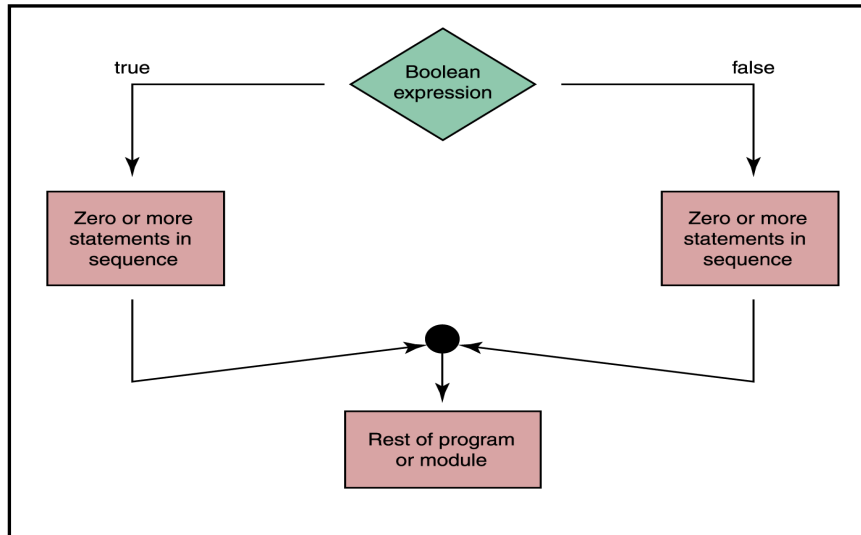 true
Boolean
expression
false
Zero or more
statements in
sequence
Zero or more
statements in
sequence
Rest of program
or module